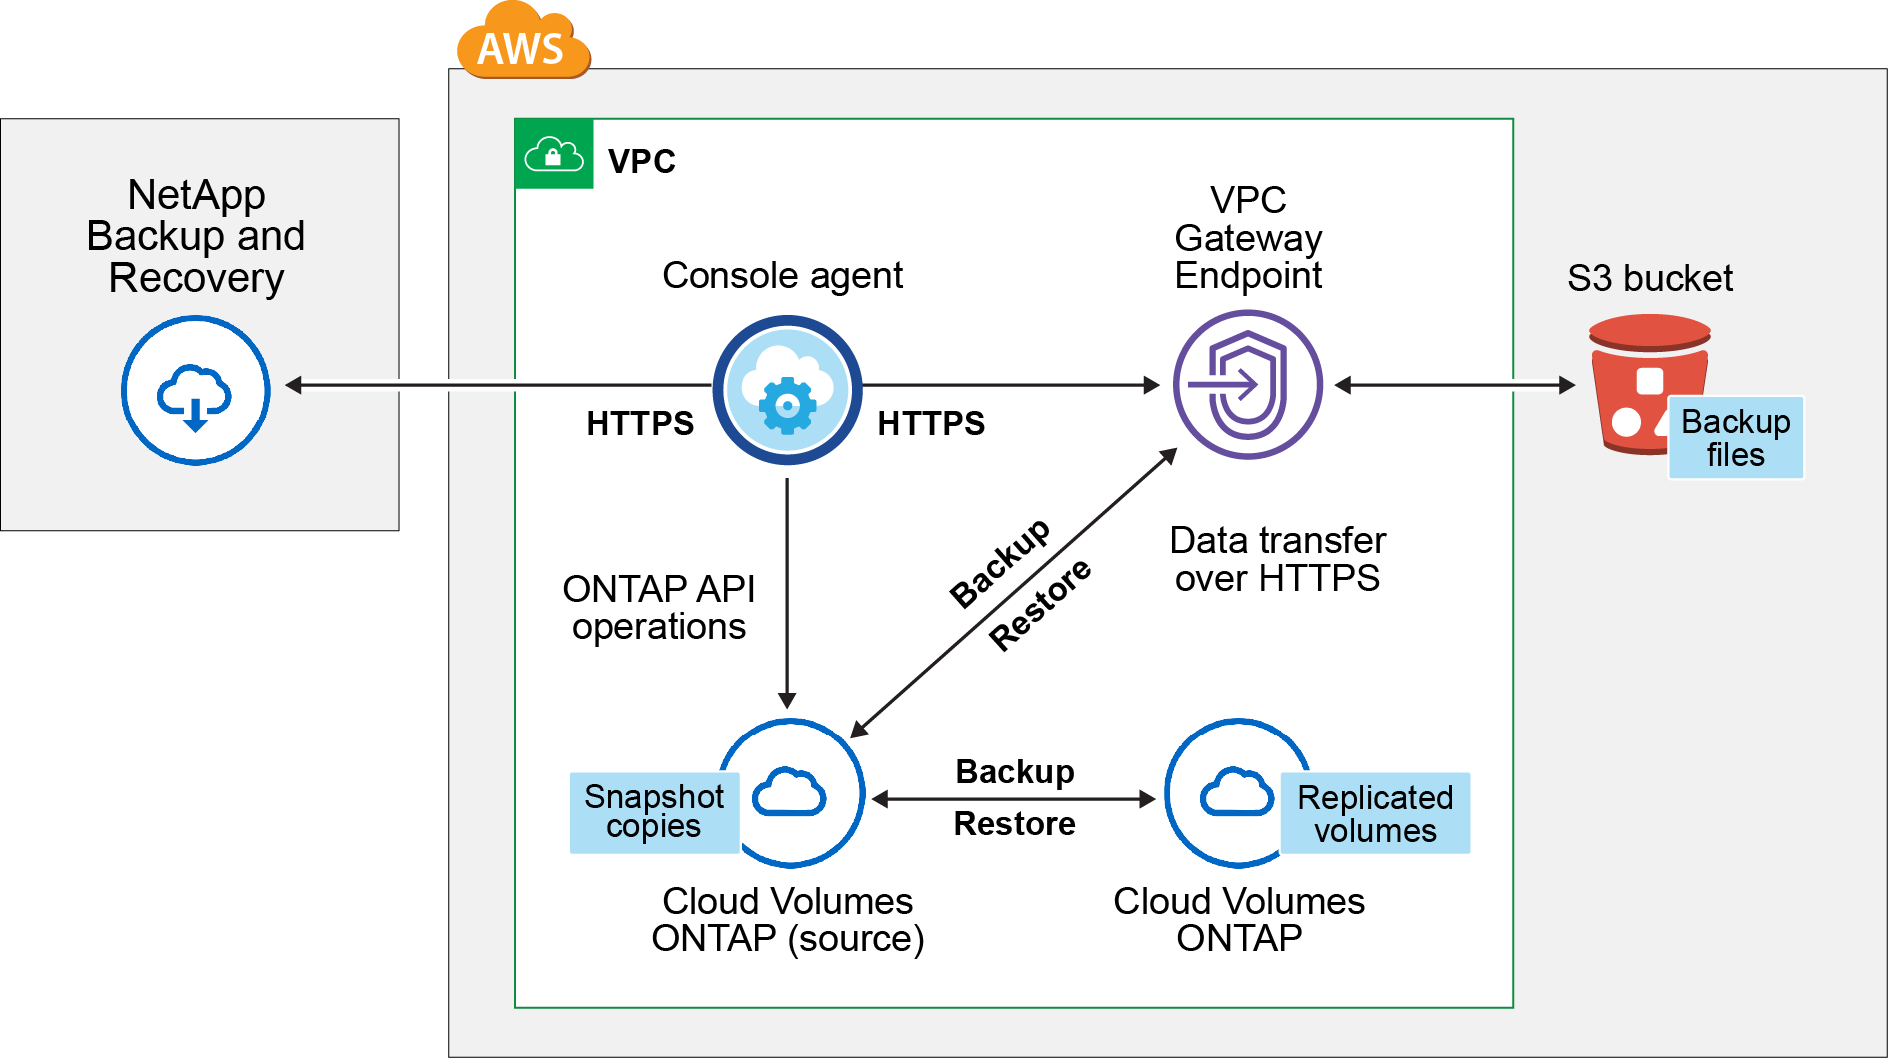 AWS
VPC
NetApp
Backup and
Recovery
Console agent
VPC
Gateway
Endpoint
S3 bucket
HTTPS
HTTPS
Backup
files
Backup
Restore
Data transfer
over HTTPS
ONTAP API
operations
Snapshot
copies
Backup
Restore
Replicated
volumes
Cloud Volumes
ONTAP (source)
Cloud Volumes
ONTAP